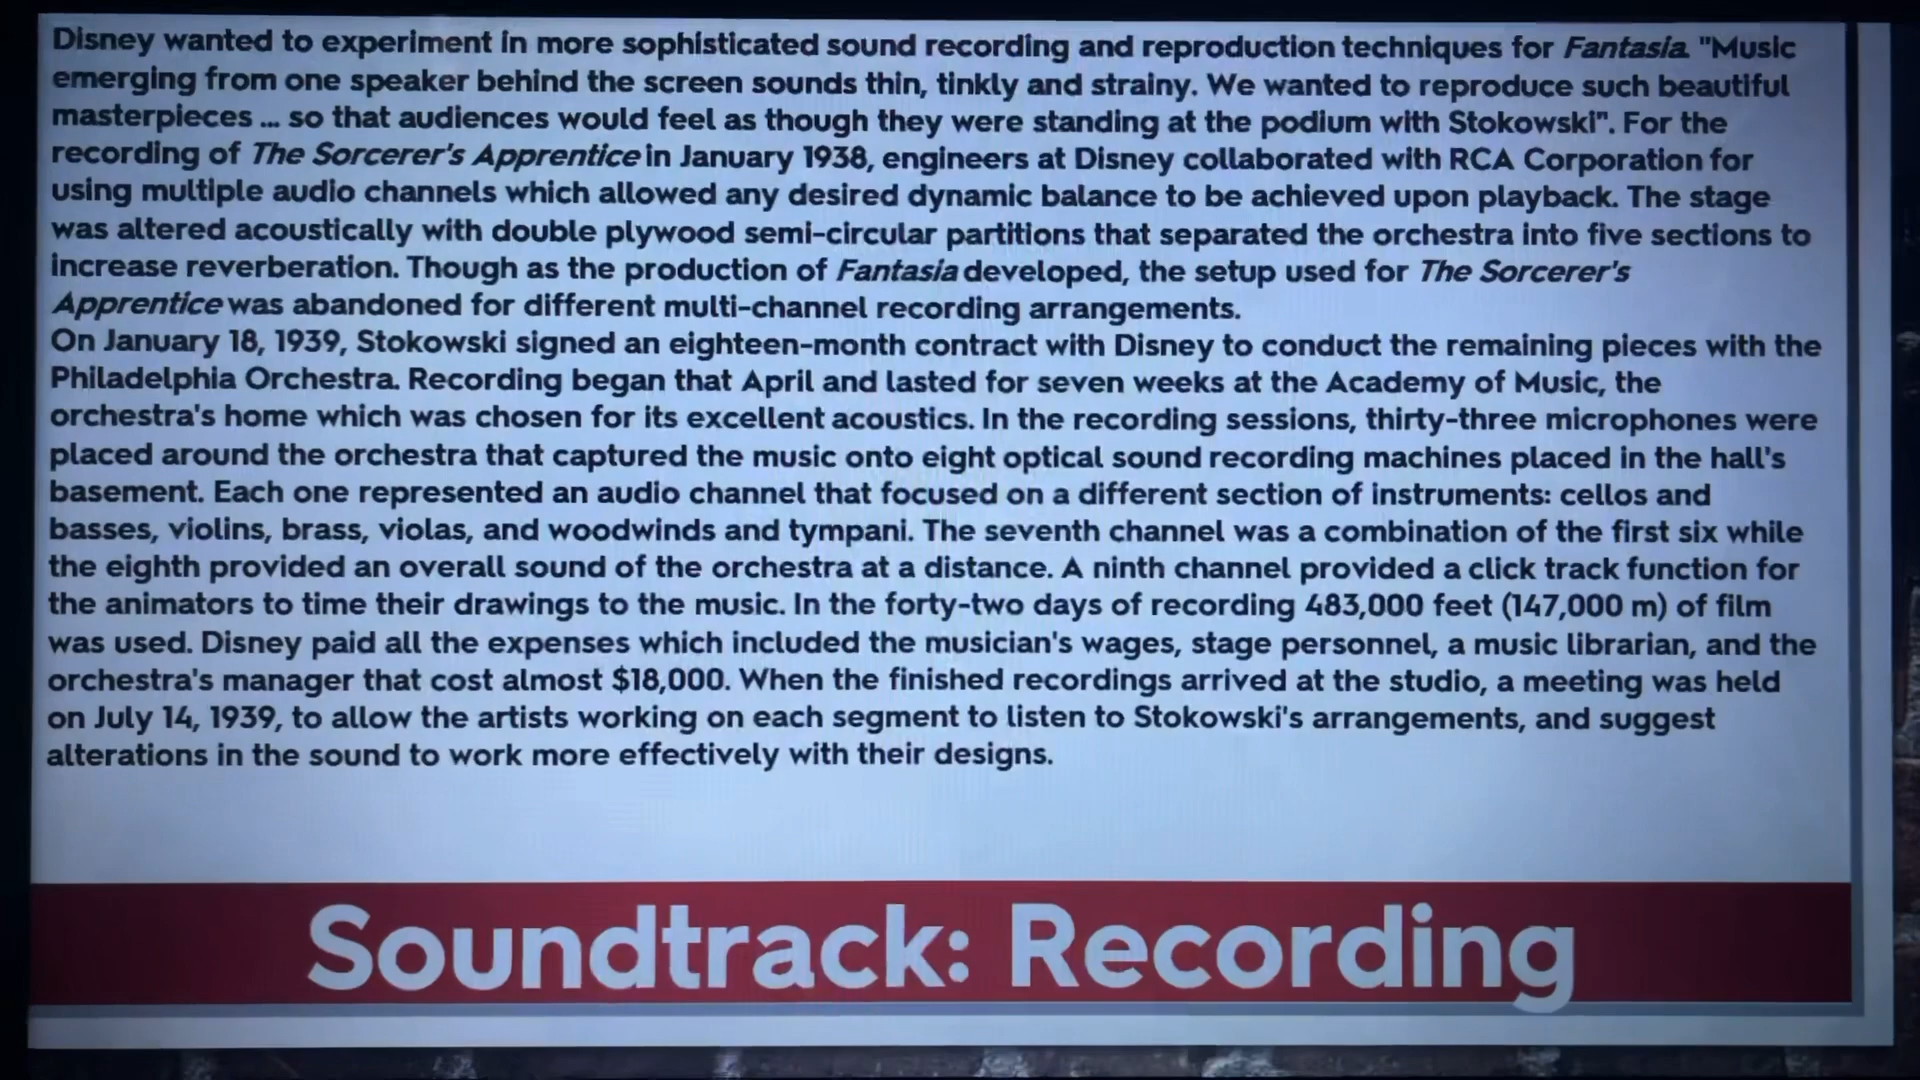 Disney wanted to experiment in more sophisticated sound recording and reproduction techniques for Fantasia. "Music
emerging from one speaker behind the screen sounds thin, tinkly and strainy. We wanted to reproduce such beautiful
masterpieces ... so that audiences would feel as though they were standing at the podium with Stokowski". For the
recording of The Sorcerer's Apprentice in January 1938, engineers at Disney collaborated with RCA Corporation for
using multiple audio channels which allowed any desired dynamic balance to be achieved upon playback. The stage
was altered acoustically with double plywood semi-circular partitions that separated the orchestra into five sections to
increase reverberation. Though as the production of Fantasia developed, the setup used for The Sorcerer's
Apprentice was abandoned for different multi-channel recording arrangements.
On January 18, 1939, Stokowski signed an eighteen-month contract with Disney to conduct the remaining pieces with the
Philadelphia Orchestra. Recording began that April and lasted for seven weeks at the Academy of Music, the
orchestra's home which was chosen for its excellent acoustics. In the recording sessions, thirty-three microphones were
placed around the orchestra that captured the music onto eight optical sound recording machines placed in the hall's
basement. Each one represented an audio channel that focused on a different section of instruments: cellos and
basses, violins, brass, violas, and woodwinds and tympani. The seventh channel was a combination of the first six while
the eighth provided an overall sound of the orchestra at a distance. A ninth channel provided a click track function for
the animators to time their drawings to the music. In the forty-two days of recording 483,000 feet (147,000 m) of film
was used. Disney paid all the expenses which included the musician's wages, stage personnel, a music librarian, and the
orchestra's manager that cost almost $18,000. When the finished recordings arrived at the studio, a meeting was held
on July 14, 1939, to allow the artists working on each segment to listen to Stokowski's arrangements, and suggest
alterations in the sound to work more effectively with their designs.
Soundtrack: Recording